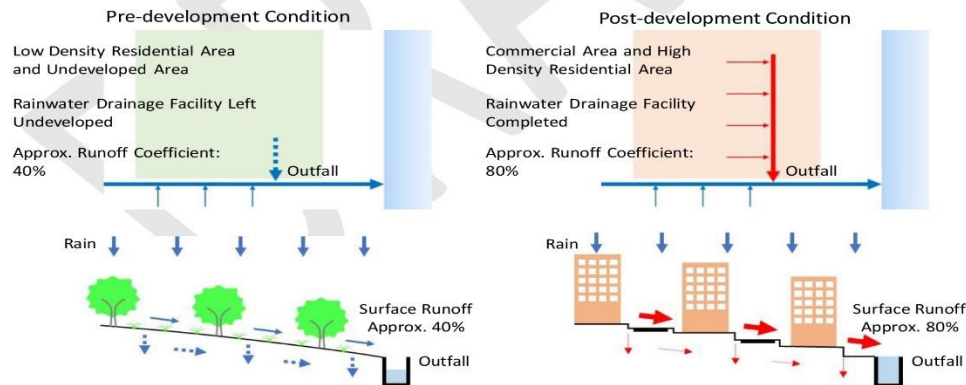 Pre-development Condition
Low Density Residential Area
and Undeveloped Area
Rainwater Drainage Facility Left
Undeveloped
Approx. Runoff Coefficient:
40%
Outfall
Rain
Surface Runoff
Approx. 40%
Outfall
Post-development Condition
Commercial Area and High
Density Residential Area
Rainwater Drainage Facility
Completed
Approx. Runoff Coefficient:
80%
Outfall
Rain
Surface Runoff
Approx. 80%
Outfall